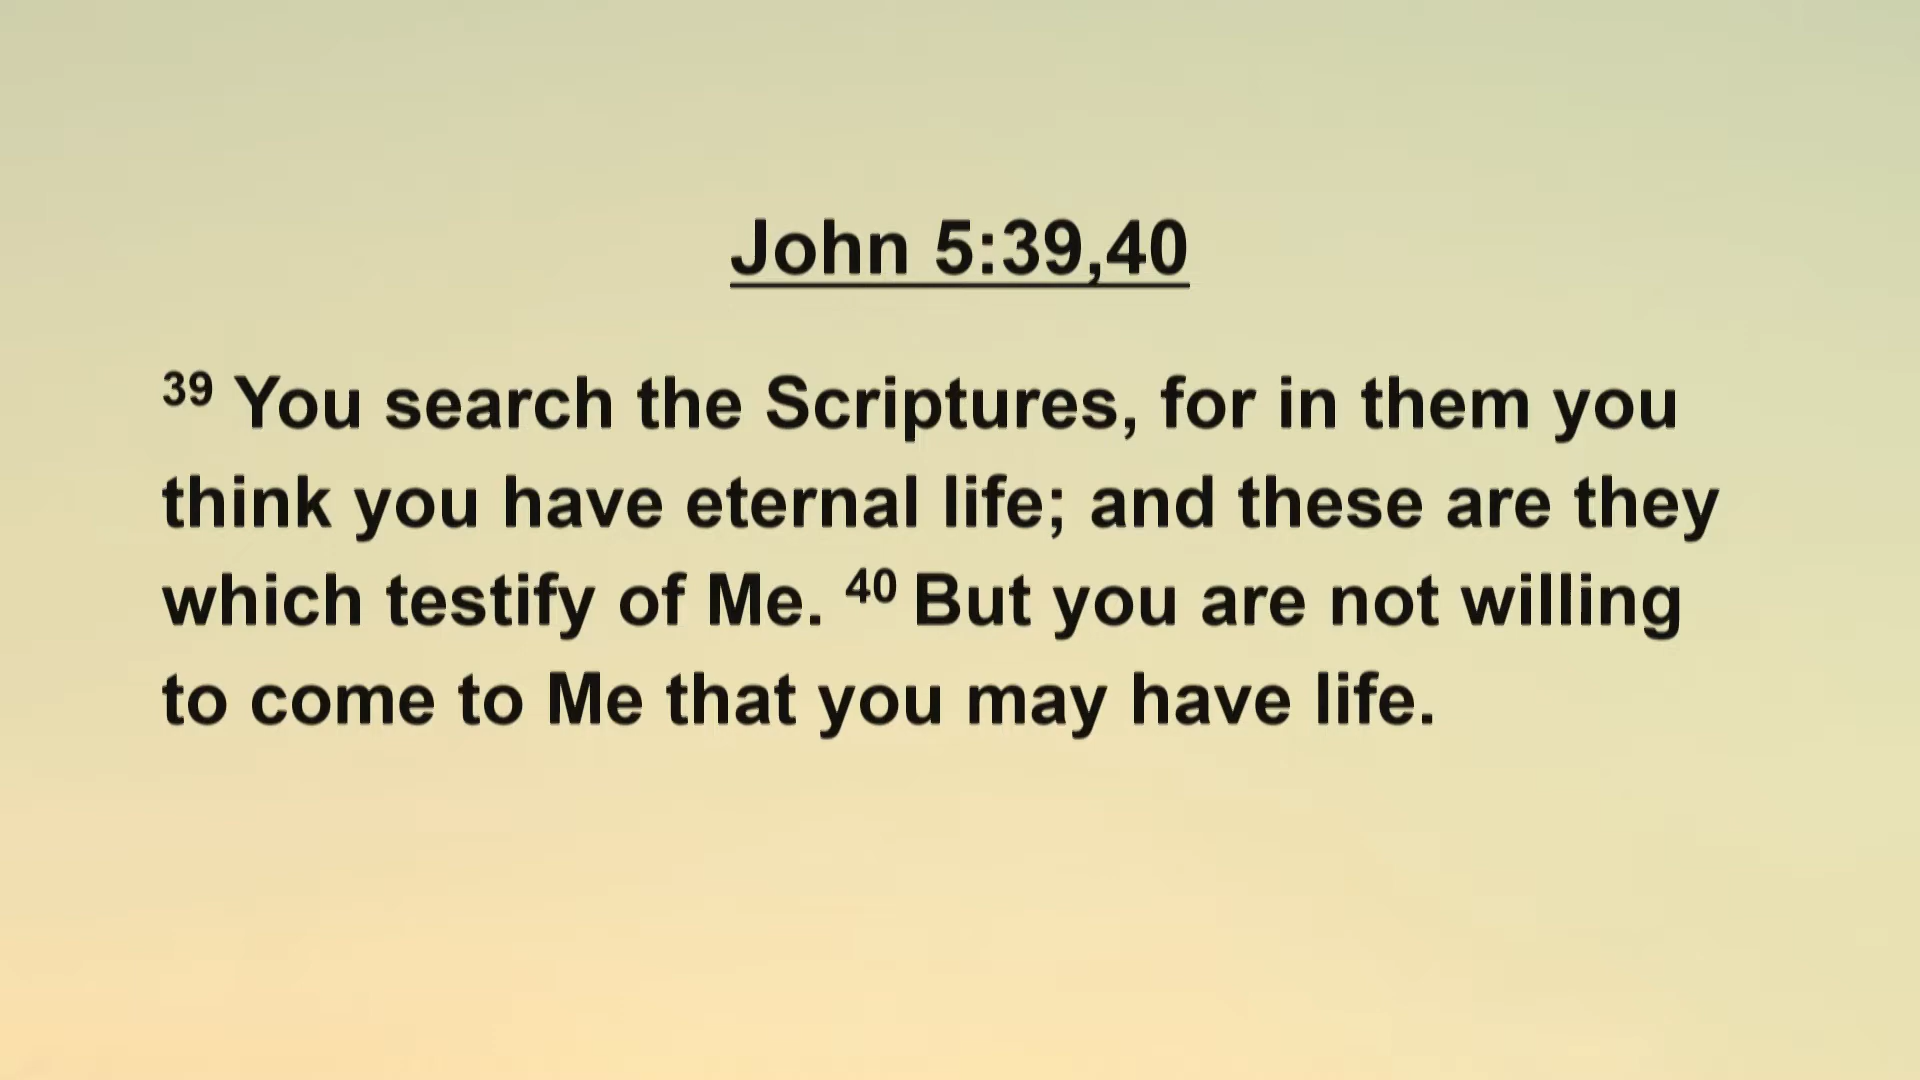 John 5:39,40
39 You search the Scriptures, for in them you
think you have eternal life; and these are they
which testify of Me. 40 But you are not willing
to come to Me that you may have life.